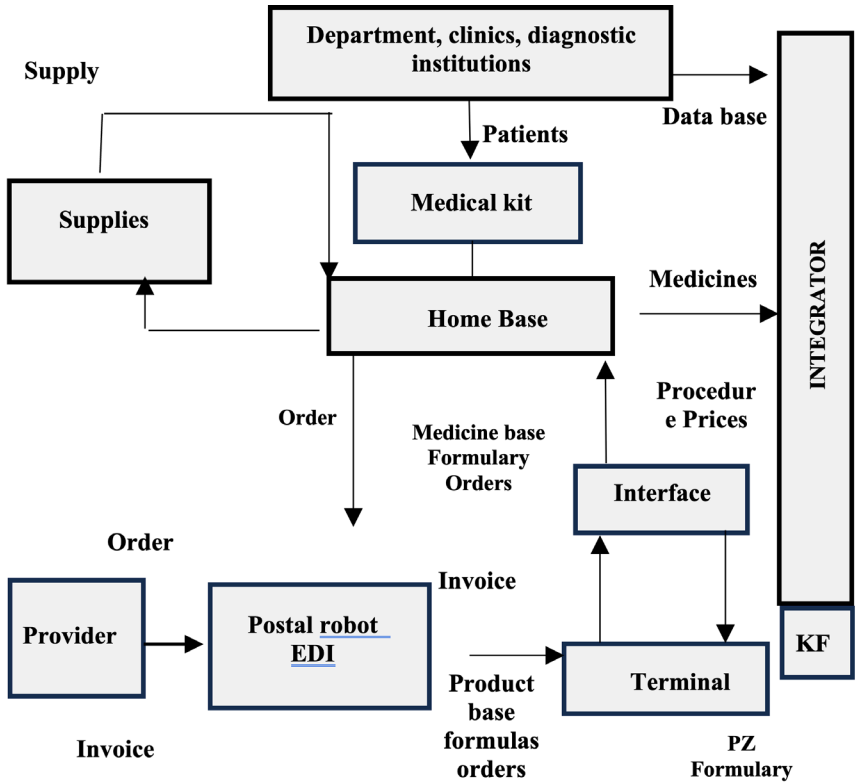 Department, clinics, diagnostic
institutions
Supply
Data base
Patients
Medical kit
Supplies
INTEGRATOR
Medicines
Home Base
Procedur
e Prices
Order
Medicine base
Formulary
Orders
Interface
Order
Invoice
Provider
Postal robot
EDI
KF
Terminal
Product
base
formulas
orders
Invoice
PZ
Formulary